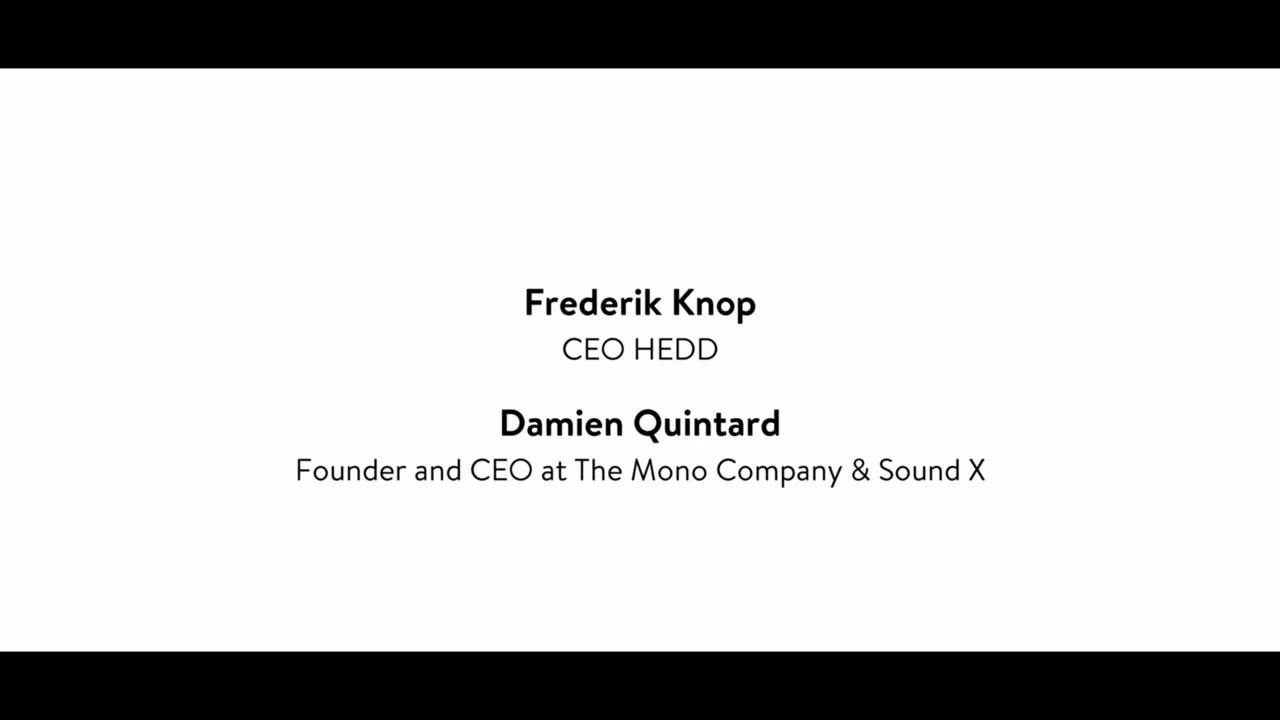 Frederik Knop
CEO HEDD
Damien Quintard
Founder and CEO at The Mono Company & Sound X